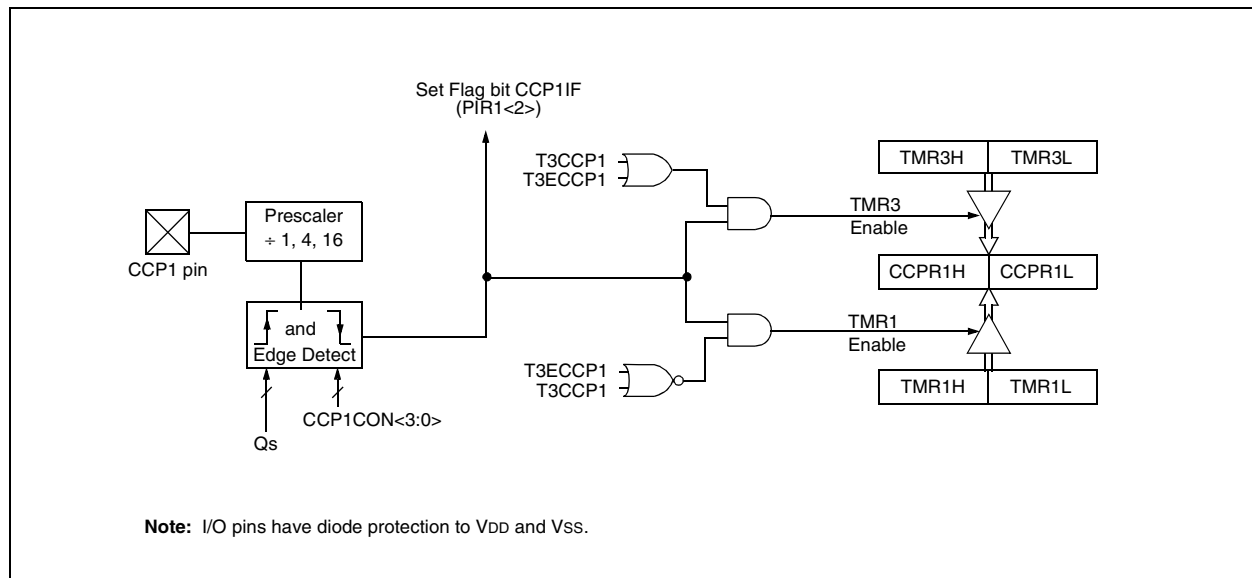 Set Flag bit CCP1IF
(PIR1<2>)
T3CCP1
T3ECCP1
TMR3H TMR3L
Prescaler
÷ 1, 4, 16
CCP1 pin
TMR3
Enable
CCPR1H CCPR1L
and
Edge Detect
TMR1
Enable
T3ECCP1
T3CCP1
TMR1H TMR1L
CCP1CON<3:0>
Qs
Note: I/O pins have diode protection to VDD and VSS.